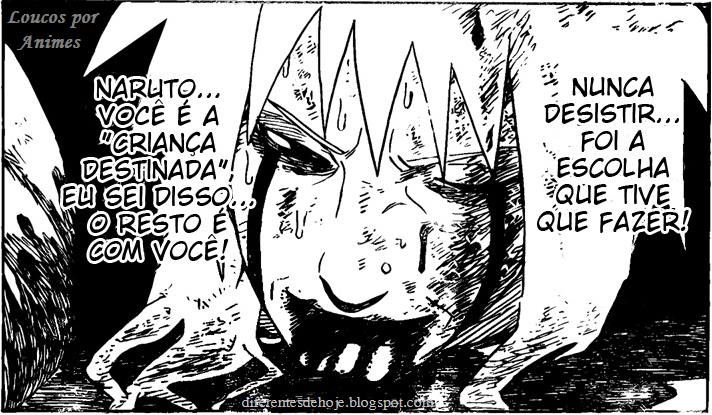 Loucos por
Animes
NARUTO...
VOCÊ É A
"CRIANÇA
DESTINADA",
EU SEI DISSO...
O RESTO É
COM VOCÊ!
NUNCA
DESISTIR...
FOI A
ESCOLHA
QUE TIVE
QUE FAZER!
diferentesdehoje.blogspot.com